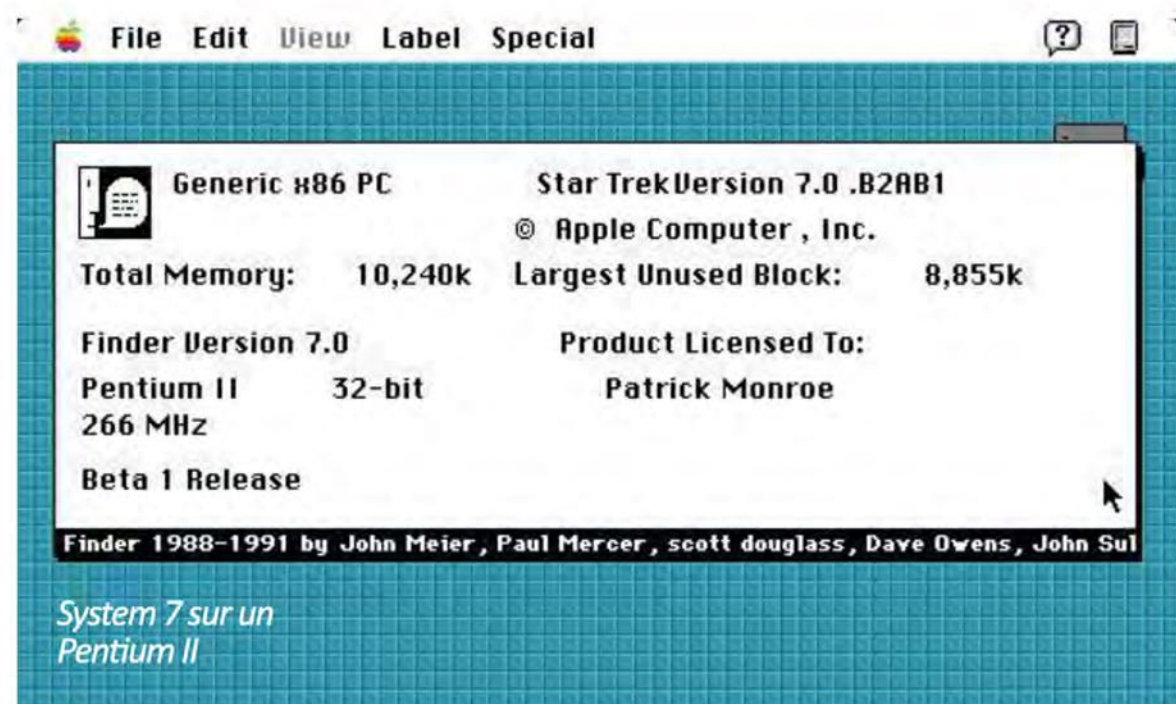 File Edit View Label Special
Generic x86 PC Star TrekVersion 7.0 .B2AB1
© Apple Computer , Inc.
Total Memory: 10,240k Largest Unused Block: 8,855k
Finder Version 7.0 Product Licensed To:
Pentium II 32-bit Patrick Monroe
266 MHz
Beta 1 Release
Finder 1988-1991 by John Meier, Paul Mercer, scott douglass, Dave Owens, John Sul
System 7 sur un
Pentium II